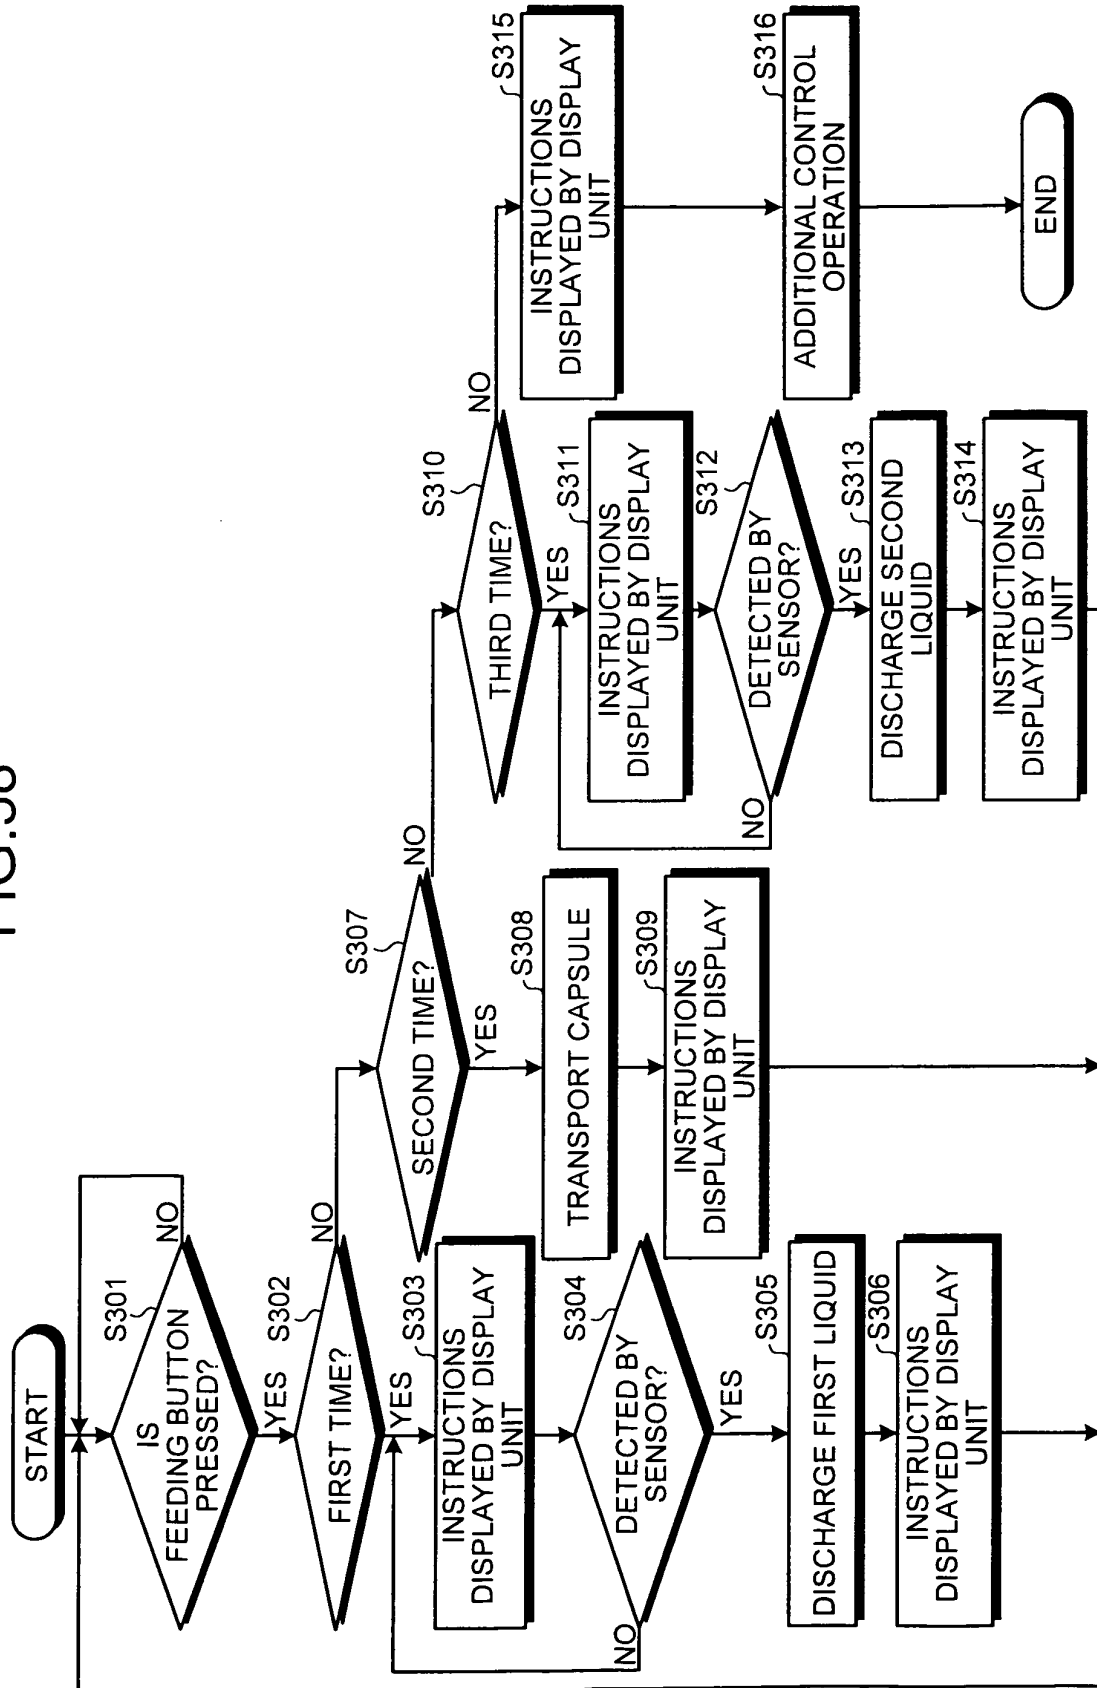 START
S301
IS
FEEDING BUTTON
PRESSED?
NO
YES
S302
FIRST TIME?
NO
YES
S303
INSTRUCTIONS
DISPLAYED BY DISPLAY
UNIT
S304
DETECTED BY
SENSOR?
NO
YES
S305
DISCHARGE FIRST LIQUID
S306
INSTRUCTIONS
DISPLAYED BY DISPLAY
UNIT
S307
SECOND TIME?
NO
YES
S308
TRANSPORT CAPSULE
S309
INSTRUCTIONS
DISPLAYED BY DISPLAY
UNIT
S310
THIRD TIME?
NO
YES
S311
INSTRUCTIONS
DISPLAYED BY DISPLAY
UNIT
S312
DETECTED BY
SENSOR?
NO
YES
S313
DISCHARGE SECOND
LIQUID
S314
INSTRUCTIONS
DISPLAYED BY DISPLAY
UNIT
S315
INSTRUCTIONS
DISPLAYED BY DISPLAY
UNIT
S316
ADDITIONAL CONTROL
OPERATION
END